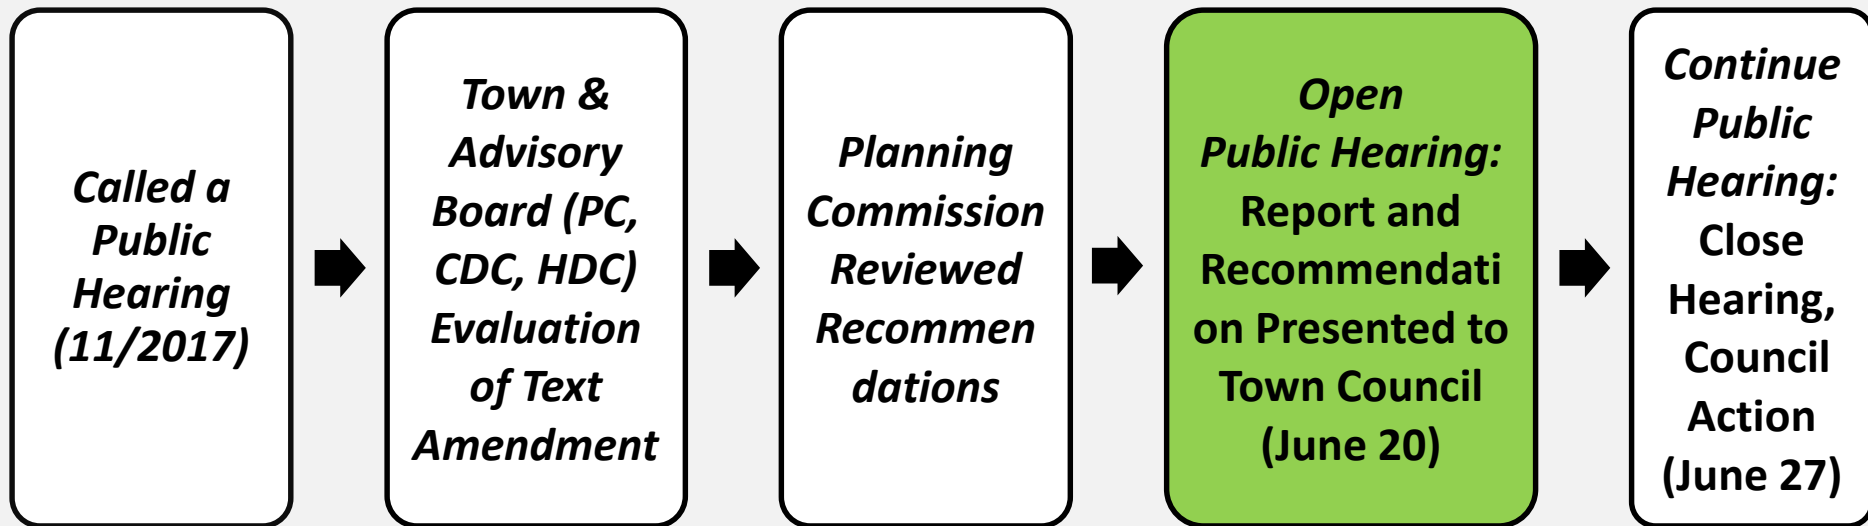 Called a
Public
Hearing
(11/2017)
Town &
Advisory
Board (PC,
CDC, HDC)
Evaluation
of Text
Amendment
Planning
Commission
Reviewed
Recommen
dations
Open
Public Hearing:
Report and
Recommendati
on Presented to
Town Council
(June 20)
Continue
Public
Hearing:
Close
Hearing,
Council
Action
(June 27)